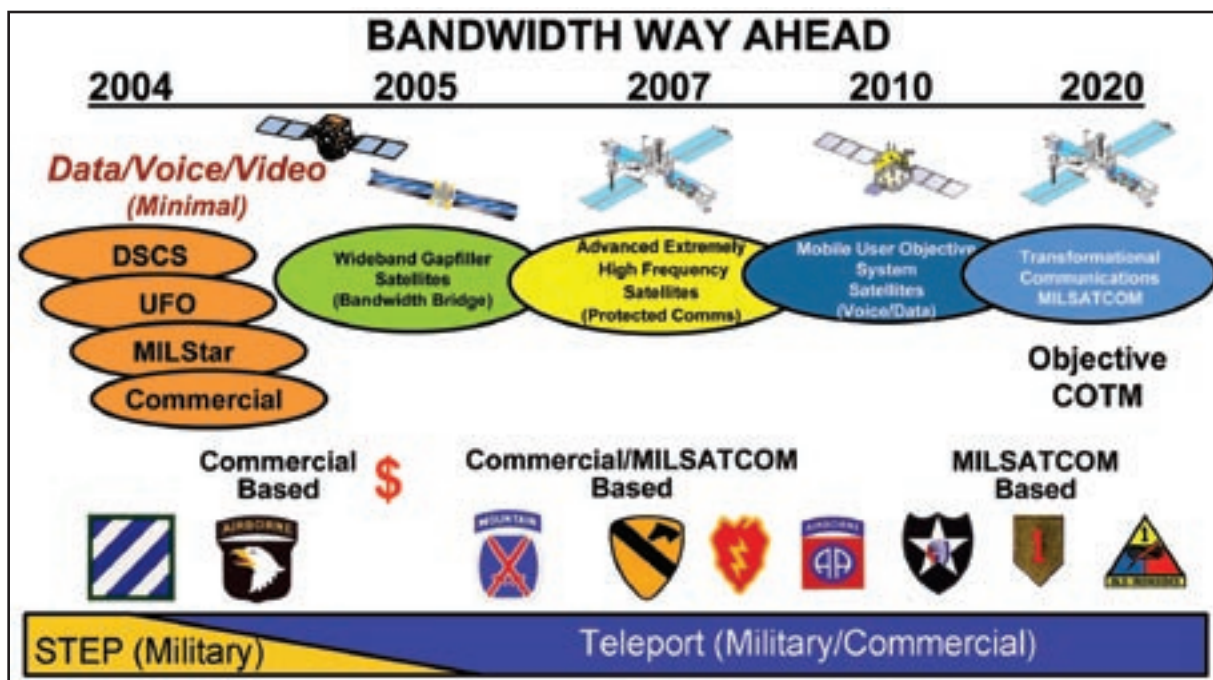 BANDWIDTH WAY AHEAD
2004 2005 2007 2010 2020
Data/Voice/Video
(Minimal)
DSCS
UFO
MILStar
Commercial
Wideband Gapfiller
Satellites
(Bandwidth Bridge)
Advanced Extremely
High Frequency
Satellites
(Protected Comms)
Mobile User Objective
System
Satellites
(Voice/Data)
Transformational
Communications
MILSATCOM
Objective
COTM
Commercial
Based
$
Commercial/MILSATCOM
Based
MILSATCOM
Based
AIRBORNE
MOUNTAIN
AIRBORNE
AA
1
1
STEP (Military)
Teleport (Military/Commercial)